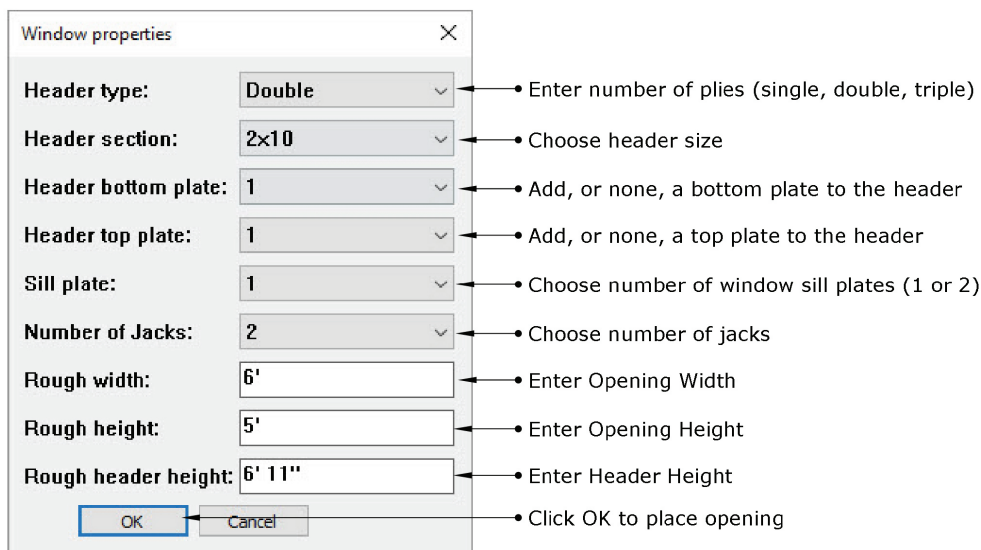 Window properties
Header type: Double Enter number of plies (single, double, triple)
Header section: 2x10 Choose header size
Header bottom plate: 1 Add, or none, a bottom plate to the header
Header top plate: 1 Add, or none, a top plate to the header
Sill plate: 1 Choose number of window sill plates (1 or 2)
Number of Jacks: 2 Choose number of jacks
Rough width: 6' Enter Opening Width
Rough height: 5' Enter Opening Height
Rough header height: 6' 11" Enter Header Height
OK Cancel Click OK to place opening